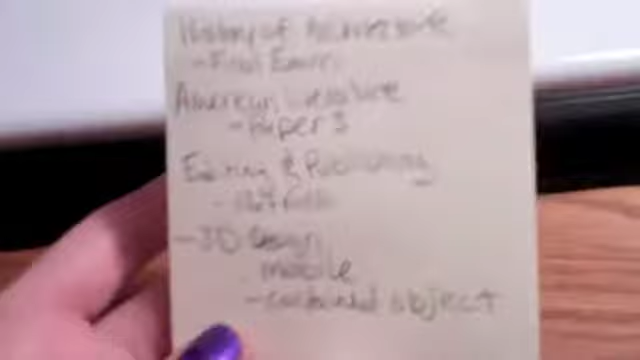 History of
- Final Exam
American Literature
- Paper 3
Editing & Publishing
- 3D Design
mobile
- object